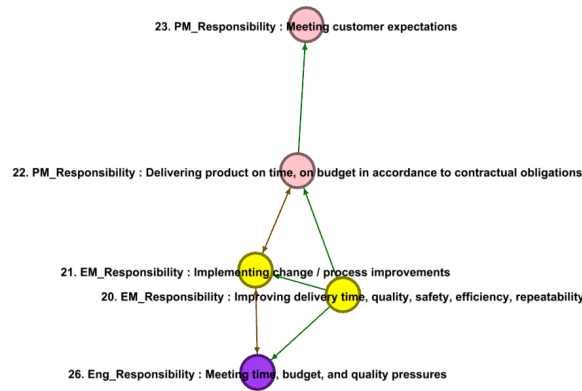 23. PM_Responsibility : Meeting customer expectations
22. PM_Responsibility : Delivering product on time, on budget in accordance to contractual obligations
21. EM_Responsibility : Implementing change / process improvements
20. EM_Responsibility : Improving delivery time, quality, safety, efficiency, repeatability
26. Eng_Responsibility : Meeting time, budget, and quality pressures